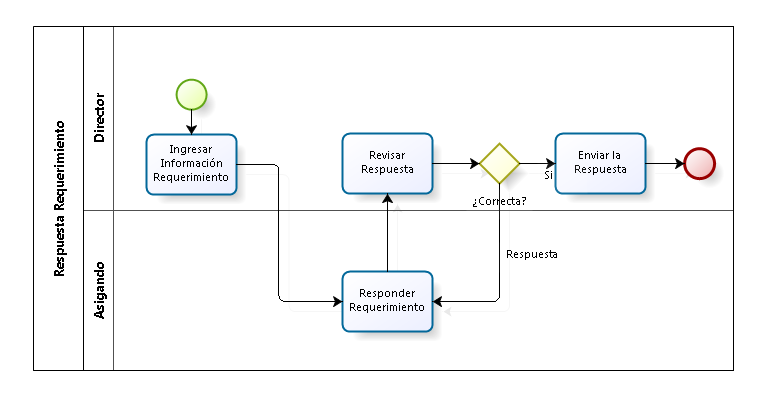 Respuesta Requerimiento
Director
Ingresar
Información
Requerimiento
Revisar
Respuesta
¿Correcta?
Si
Enviar la
Respuesta
Respuesta
Asigando
Responder
Requerimiento